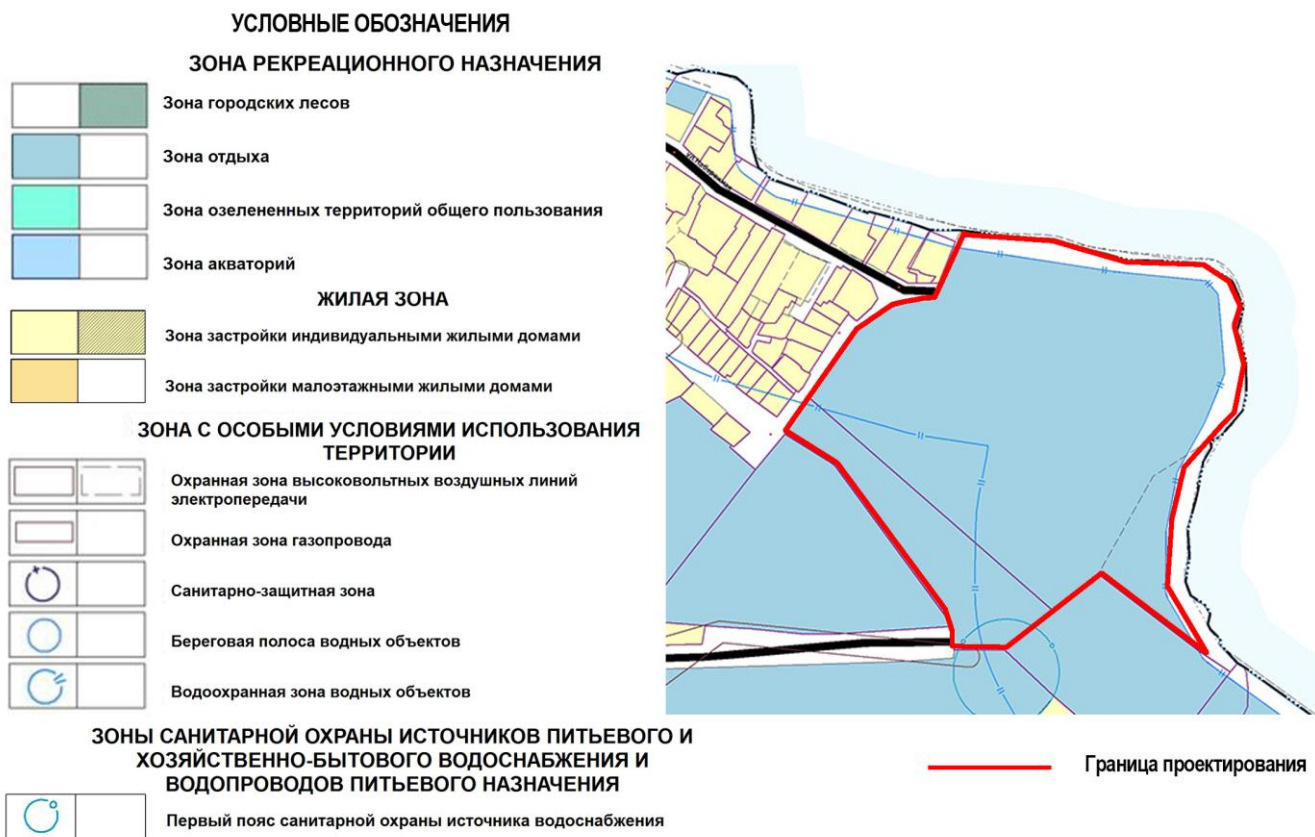 УСЛОВНЫЕ ОБОЗНАЧЕНИЯ
ЗОНА РЕКРЕАЦИОННОГО НАЗНАЧЕНИЯ
Зона городских лесов
Зона отдыха
Зона озелененных территорий общего пользования
Зона акваторий
ЖИЛАЯ ЗОНА
Зона застройки индивидуальными жилыми домами
Зона застройки малоэтажными жилыми домами
ЗОНА С ОСОБЫМИ УСЛОВИЯМИ ИСПОЛЬЗОВАНИЯ
ТЕРРИТОРИИ
Охранная зона высоковольтных воздушных линий
электропередачи
Охранная зона газопровода
Санитарно-защитная зона
Береговая полоса водных объектов
Водоохранная зона водных объектов
ЗОНЫ САНИТАРНОЙ ОХРАНЫ ИСТОЧНИКОВ ПИТЬЕВОГО И
ХОЗЯЙСТВЕННО-БЫТОВОГО ВОДОСНАБЖЕНИЯ И
ВОДОПРОВОДОВ ПИТЬЕВОГО НАЗНАЧЕНИЯ
Первый пояс санитарной охраны источника водоснабжения
Граница проектирования